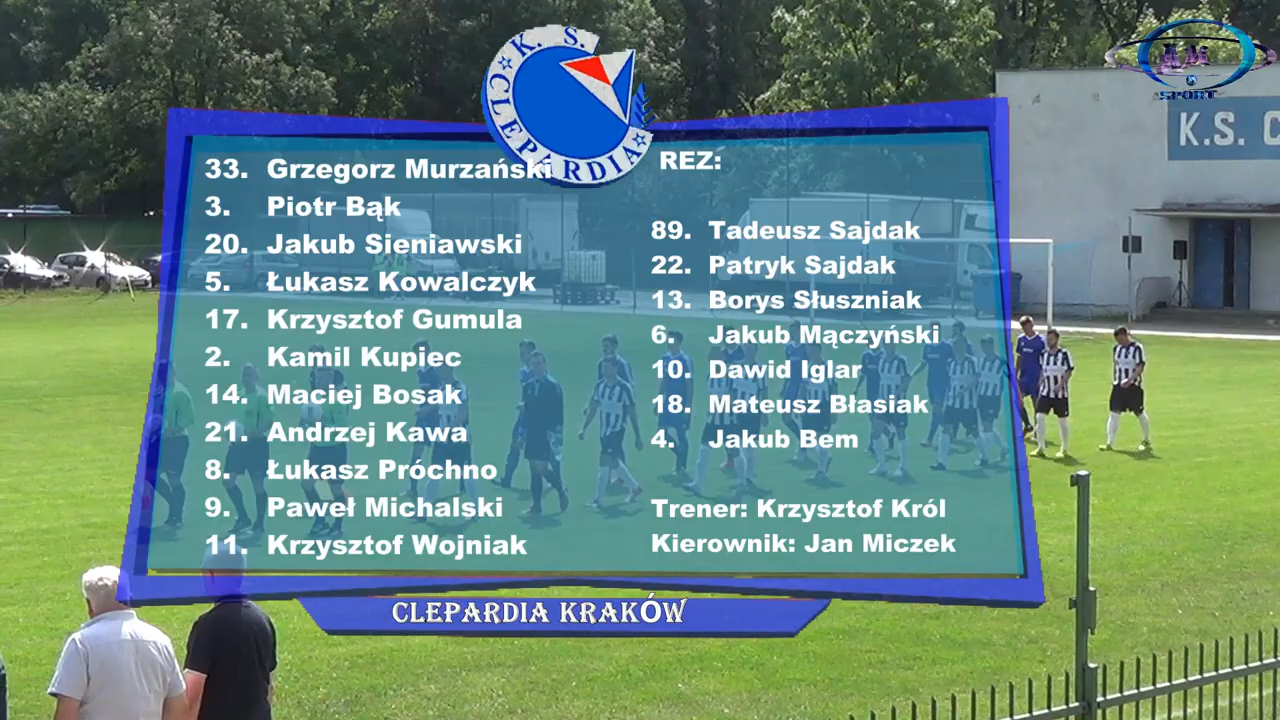 K. S.
CLEPARDIA
AM
SPORT
K.S. C
33. Grzegorz Murzański
3. Piotr Bąk
20. Jakub Sieniawski
5. Łukasz Kowalczyk
17. Krzysztof Gumula
2. Kamil Kupiec
14. Maciej Bosak
21. Andrzej Kawa
8. Łukasz Próchno
9. Paweł Michalski
11. Krzysztof Wojniak
REZ:
89. Tadeusz Sajdak
22. Patryk Sajdak
13. Borys Słuszniak
6. Jakub Mączyński
10. Dawid Iglar
18. Mateusz Błasiak
4. Jakub Bem
Trener: Krzysztof Król
Kierownik: Jan Miczek
CLEPARDIA KRAKÓW